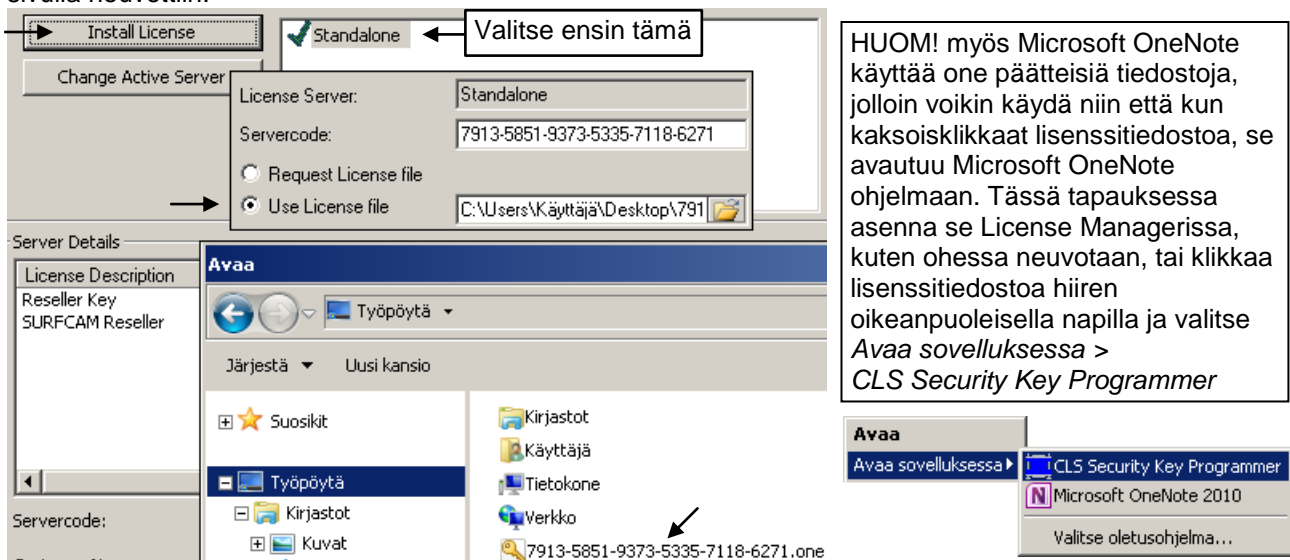 Install License
Standalone
Valitse ensin tämä
Change Active Server
License Server:
Standalone
Servercode:
7913-5851-9373-5335-7118-6271
Request License file
Use License file
C:\Users\Käyttäjä\Desktop\791
HUOM! myös Microsoft OneNote
käyttää one päätteisiä tiedostoja,
jolloin voikin käydä niin että kun
kaksoisklikkaat lisenssitiedostoa, se
avautuu Microsoft OneNote
ohjelmaan. Tässä tapauksessa
asenna se License Managerissa,
kuten ohessa neuvotaan, tai klikkaa
lisenssitiedostoa hiiren
oikeanpuoleisella napilla ja valitse
Avaa sovelluksessa >
CLS Security Key Programmer
Server Details
License Description
Reseller Key
SURFCAM Reseller
Servercode:
Avaa
Työpöytä
Järjestä
Uusi kansio
Suosikit
Työpöytä
Kirjastot
Kuvat
Kirjastot
Käyttäjä
Tietokone
Verkko
7913-5851-9373-5335-7118-6271.one
Avaa
Avaa sovelluksessa
CLS Security Key Programmer
Microsoft OneNote 2010
Valitse oletusohjelma...